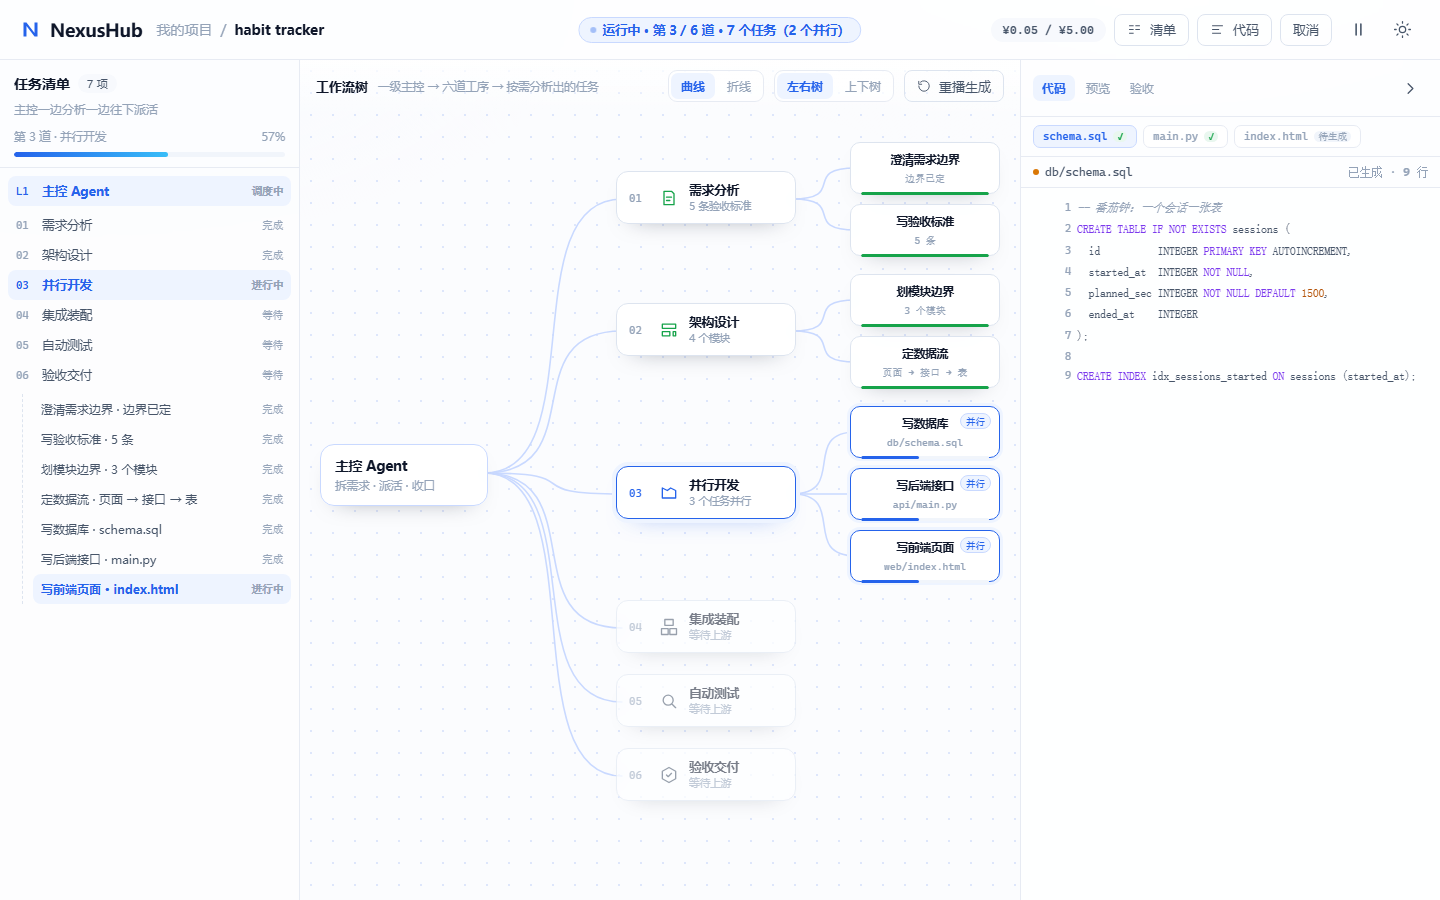 NexusHub 我的项目 / habit tracker
运行中 • 第 3 / 6 道 • 7 个任务（2 个并行）
¥0.05 / ¥5.00
清单
代码
取消
任务清单 7 项
主控一边分析一边往下派活
第 3 道 · 并行开发 57%
L1 主控 Agent 调度中
01 需求分析 完成
02 架构设计 完成
03 并行开发 进行中
04 集成装配 等待
05 自动测试 等待
06 验收交付 等待
澄清需求边界 · 边界已定 完成
写验收标准 · 5 条 完成
划模块边界 · 3 个模块 完成
定数据流 · 页面 → 接口 → 表 完成
写数据库 · schema.sql 完成
写后端接口 · main.py 完成
写前端页面 • index.html 进行中
工作流树 一级主控 → 六道工序 → 按需分析出的任务
曲线 折线
左右树 上下树
重播生成
主控 Agent
拆需求 · 派活 · 收口
01 需求分析
5 条验收标准
澄清需求边界
边界已定
写验收标准
5 条
02 架构设计
4 个模块
划模块边界
3 个模块
定数据流
页面 → 接口 → 表
03 并行开发
3 个任务并行
写数据库 并行
db/schema.sql
写后端接口 并行
api/main.py
写前端页面 并行
web/index.html
04 集成装配
等待上游
05 自动测试
等待上游
06 验收交付
等待上游
代码 预览 验收
schema.sql ✓ main.py ✓ index.html 待生成
db/schema.sql 已生成 · 9 行
1 -- 番茄钟: 一个会话一张表
2 CREATE TABLE IF NOT EXISTS sessions (
3 id INTEGER PRIMARY KEY AUTOINCREMENT,
4 started_at INTEGER NOT NULL,
5 planned_sec INTEGER NOT NULL DEFAULT 1500,
6 ended_at INTEGER
7 );
8
9 CREATE INDEX idx_sessions_started ON sessions (started_at);